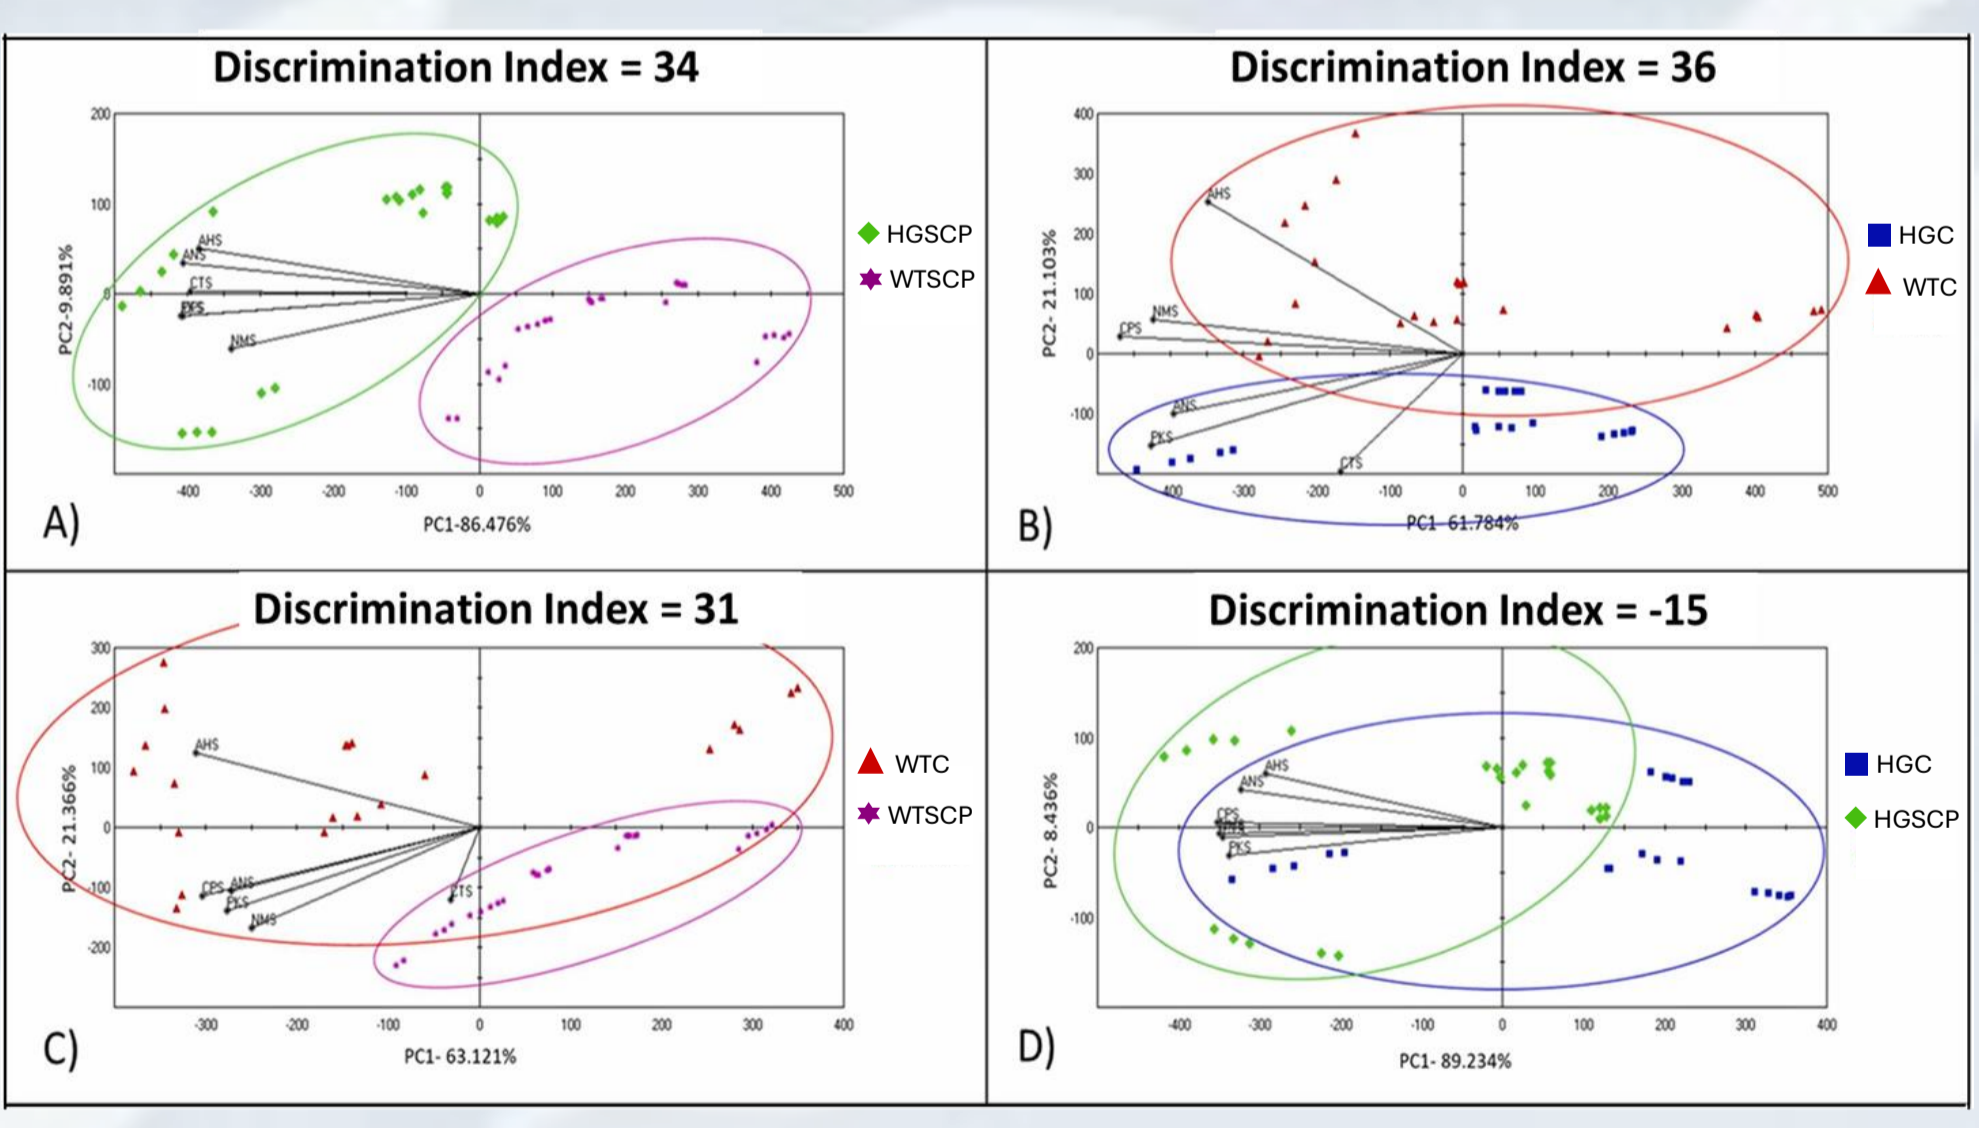 Discrimination Index = 34
200
100
0
-100
PC2-9.891%
AHS
ANS
CTS
NMS
-400 -300 -200 -100 0 100 200 300 400 500
PC1-86.476%
HGSCP
WTSCP
A)
Discrimination Index = 36
400
300
200
100
0
-100
PC2- 21.103%
AHS
NMS
CPS
ANS
PKS
CTS
-300 -200 -100 0 100 200 300 400 500
PC1 61.784%
HGC
WTC
B)
Discrimination Index = 31
300
200
100
0
-100
-200
PC2- 21.366%
AHS
CPS ANS
PKS
NMS
CTS
-300 -200 -100 0 100 200 300 400
PC1- 63.121%
WTC
WTSCP
C)
Discrimination Index = -15
200
100
0
-100
PC2- 8.436%
AHS
ANS
CPS
PKS
-400 -300 -200 -100 0 100 200 300 400
PC1- 89.234%
HGC
HGSCP
D)